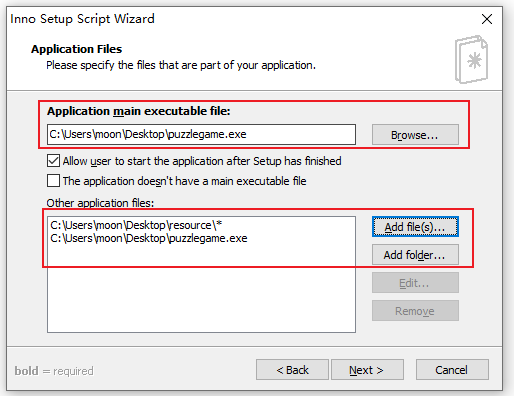 Inno Setup Script Wizard
Application Files
Please specify the files that are part of your application.
Application main executable file:
C:\Users\moon\Desktop\puzzlegame.exe
Browse...
Allow user to start the application after Setup has finished
The application doesn't have a main executable file
Other application files:
C:\Users\moon\Desktop\resource\*
C:\Users\moon\Desktop\puzzlegame.exe
Add file(s)...
Add folder...
Edit...
Remove
bold = required
< Back
Next >
Cancel